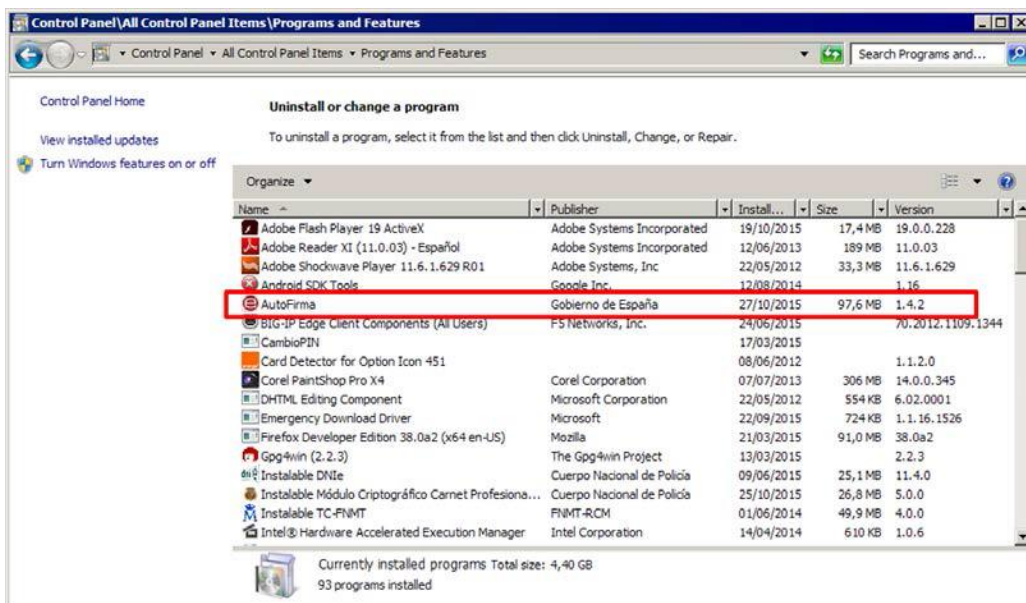 Control Panel\All Control Panel Items\Programs and Features
Control Panel All Control Panel Items Programs and Features Search Programs and...
Control Panel Home
View installed updates
Turn Windows features on or off
Uninstall or change a program
To uninstall a program, select it from the list and then click Uninstall, Change, or Repair.
Organize
Name Publisher Install... Size Version
Adobe Flash Player 19 ActiveX Adobe Systems Incorporated 19/10/2015 17,4 MB 19.0.0.228
Adobe Reader XI (11.0.03) - Español Adobe Systems Incorporated 12/06/2013 189 MB 11.0.03
Adobe Shockwave Player 11.6.1.629 R01 Adobe Systems, Inc 22/05/2012 33,3 MB 11.6.1.629
Android SDK Tools Google Inc. 12/08/2014 1.16
AutoFirma Gobierno de España 27/10/2015 97,6 MB 1.4.2
BIG-IP Edge Client Components (All Users) F5 Networks, Inc. 24/06/2015 70.2012.1109.1344
CambioPIN 17/03/2015
Card Detector for Option Icon 451 08/06/2012 1.1.2.0
Corel PaintShop Pro X4 Corel Corporation 07/07/2013 306 MB 14.0.0.345
DHTML Editing Component Microsoft Corporation 22/05/2012 554 KB 6.02.0001
Emergency Download Driver Microsoft 22/09/2015 724 KB 1.1.16.1526
Firefox Developer Edition 38.0a2 (x64 en-US) Mozilla 21/03/2015 91,0 MB 38.0a2
Gpg4win (2.2.3) The Gpg4win Project 13/03/2015 2.2.3
Instalable DNIe Cuerpo Nacional de Policía 09/06/2015 25,1 MB 11.4.0
Instalable Módulo Criptográfico Carnet Profesiona... Cuerpo Nacional de Policía 25/10/2015 26,8 MB 5.0.0
Instalable TC-FNMT FNMT-RCM 01/06/2014 49,9 MB 4.0.0
Intel® Hardware Accelerated Execution Manager Intel Corporation 14/04/2014 610 KB 1.0.6
Currently installed programs Total size: 4,40 GB
93 programs installed